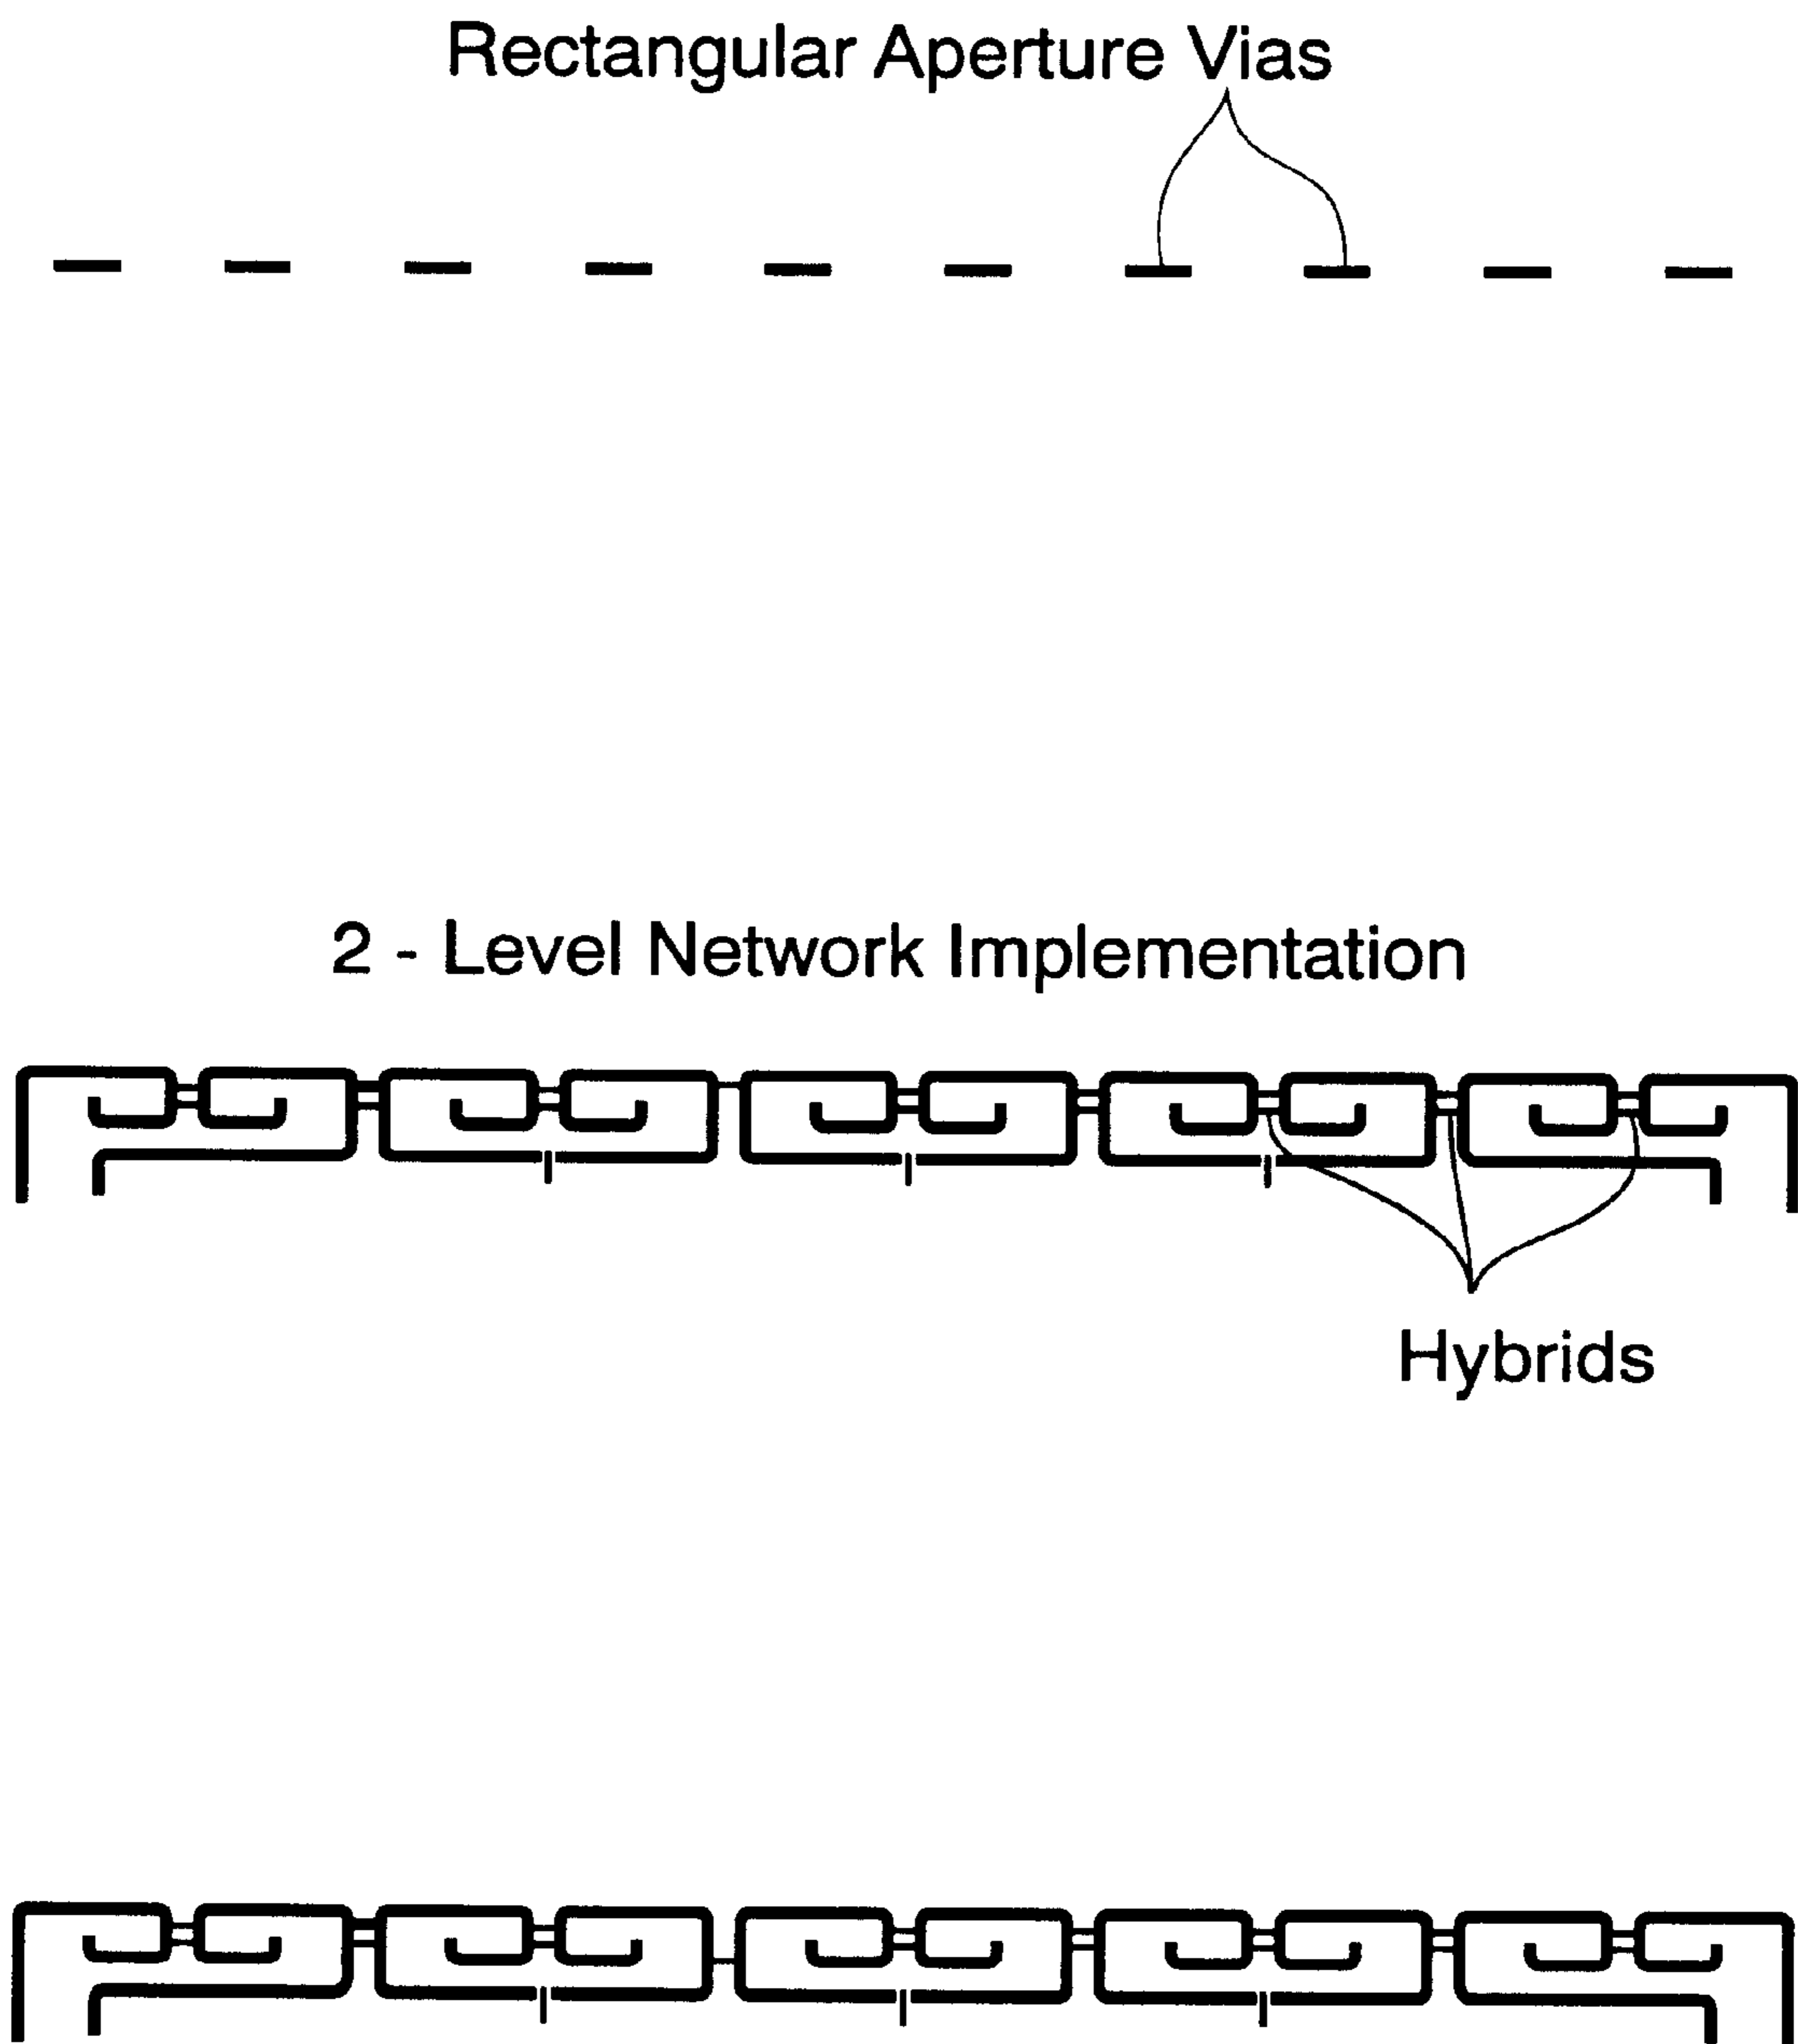 Rectangular Aperture Vias
2 - Level Network Implementation
Hybrids